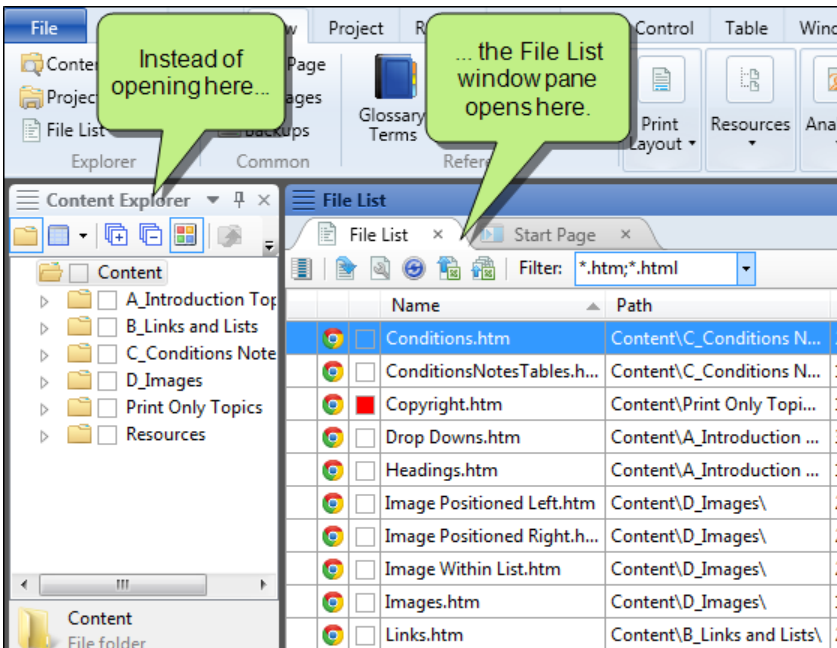 File
Project
Control
Table
Instead of
opening here...
... the File List
window pane
opens here.
Page
File List
Backups
Glossary
Terms
Print
Layout
Resources
Explorer
Common
Content Explorer
File List
File List
Start Page
Filter:
*.htm;*.html
Content
A_Introduction Top
B_Links and Lists
C_Conditions Note
D_Images
Print Only Topics
Resources
Name
Path
Conditions.htm
Content\C_Conditions N...
ConditionsNotesTables.h...
Content\C_Conditions N...
Copyright.htm
Content\Print Only Topi...
Drop Downs.htm
Content\A_Introduction ...
Headings.htm
Content\A_Introduction ...
Image Positioned Left.htm
Content\D_Images\
Image Positioned Right.h...
Content\D_Images\
Image Within List.htm
Content\D_Images\
Images.htm
Content\D_Images\
Links.htm
Content\B_Links and Lists\
Content
File folder